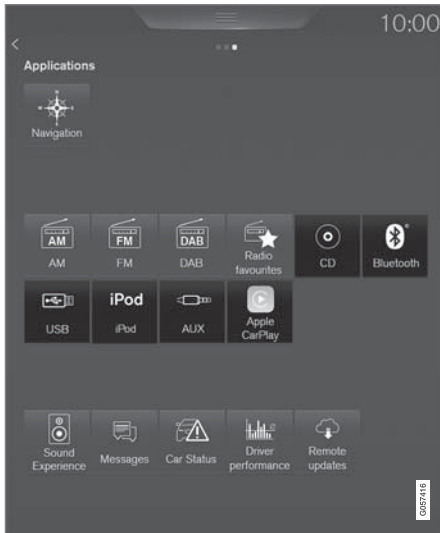 10:00
Applications
N
Navigation
AM FM DAB
AM FM DAB Radio favourites CD Bluetooth
iPod
USB iPod AUX Apple CarPlay
Sound Experience Messages Car Status Driver performance Remote updates
G057416